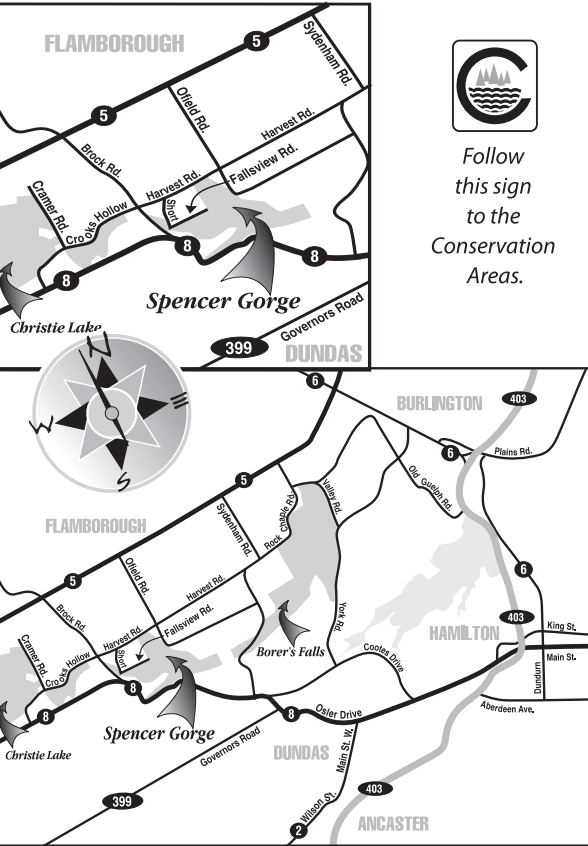 FLAMBOROUGH
5
Sydenham Rd.
5
Ofield Rd.
Harvest Rd.
Brock Rd.
Fallsview Rd.
Harvest Rd.
Cramer Rd.
Short
Crooks Hollow
8
8
8
Spencer Gorge
Christie Lake
Governors Road
399
DUNDAS
Follow
this sign
to the
Conservation
Areas.
N
E
W
S
6
BURLINGTON
403
6
Plains Rd.
5
Old Guelph Rd.
Valley Rd.
Rock Chaple Rd.
Sydenham Rd.
FLAMBOROUGH
Ofield Rd.
6
5
Harvest Rd.
Brock Rd.
Fallsview Rd.
York Rd.
403
King St.
HAMILTON
Harvest Rd.
Cramer Rd.
Short
Borer's Falls
Cootes Drive
Main St.
Crooks Hollow
Dundurn
8
8
8
Osler Drive
Aberdeen Ave.
Spencer Gorge
Christie Lake
Governors Road
DUNDAS
Main St. W.
399
403
Wilson St.
2
ANCASTER